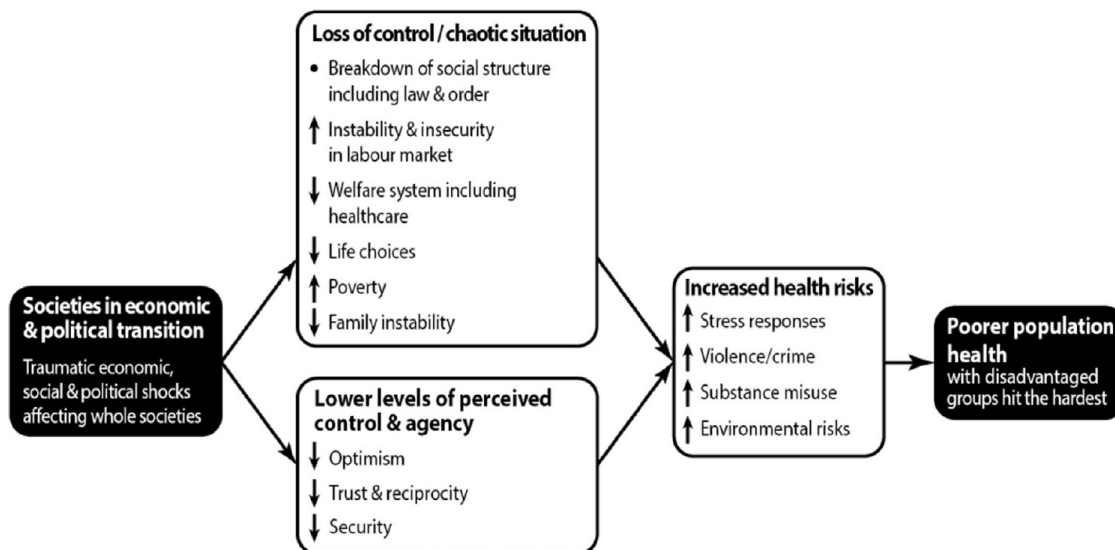 Societies in economic
& political transition
Traumatic economic,
social & political shocks
affecting whole societies
Loss of control / chaotic situation
• Breakdown of social structure
including law & order
↑ Instability & insecurity
in labour market
↓ Welfare system including
healthcare
↓ Life choices
↑ Poverty
↓ Family instability
Lower levels of perceived
control & agency
↓ Optimism
↓ Trust & reciprocity
↓ Security
Increased health risks
↑ Stress responses
↑ Violence/crime
↑ Substance misuse
↑ Environmental risks
Poorer population
health
with disadvantaged
groups hit the hardest